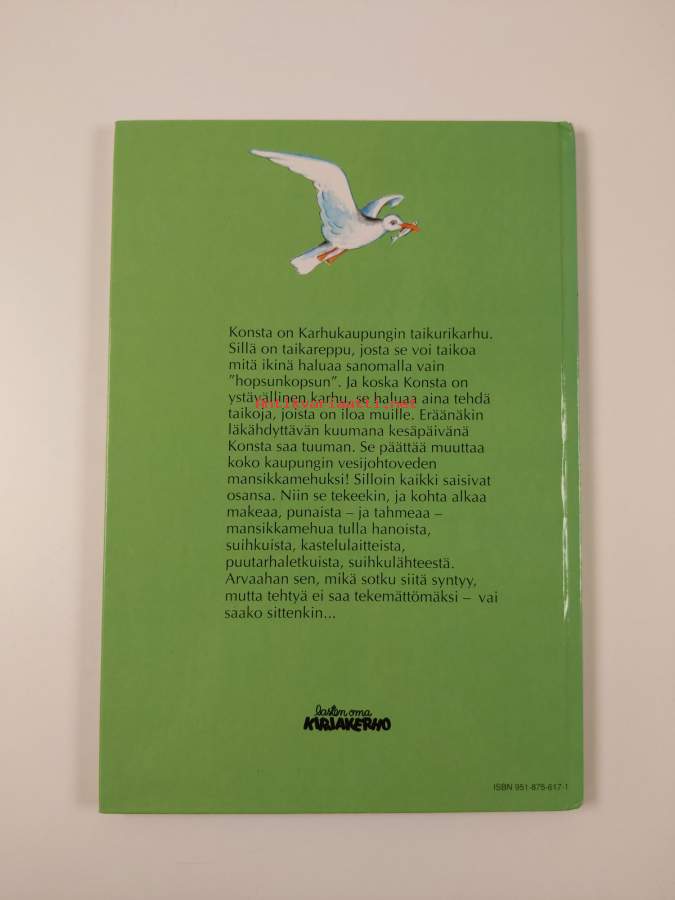 Konsta on Karhukaupungin taikurikarhu.
Sillä on taikareppu, josta se voi taikoa
mitä ikinä haluaa sanomalla vain
”hopsunkopsun”. Ja koska Konsta on
ystävällinen karhu, se haluaa aina tehdä
antikvariaatti.net
taikoja, joista on iloa muille. Eräänäkin
läkähdyttävän kuumana kesäpäivänä
Konsta saa tuuman. Se päättää muuttaa
koko kaupungin vesijohtoveden
mansikkamehuksi! Silloin kaikki saisivat
osansa. Niin se tekeekin, ja kohta alkaa
makeaa, punaista – ja tahmeaa –
mansikkamehua tulla hanoista,
suihkuista, kastelulaitteista,
puutarhaletkuista, suihkulähteestä.
Arvaahan sen, mikä sotku siitä syntyy,
mutta tehtyä ei saa tekemättömäksi – vai
saako sittenkin...
lasten oma
KIRJAKERHO
ISBN 951-875-617-1